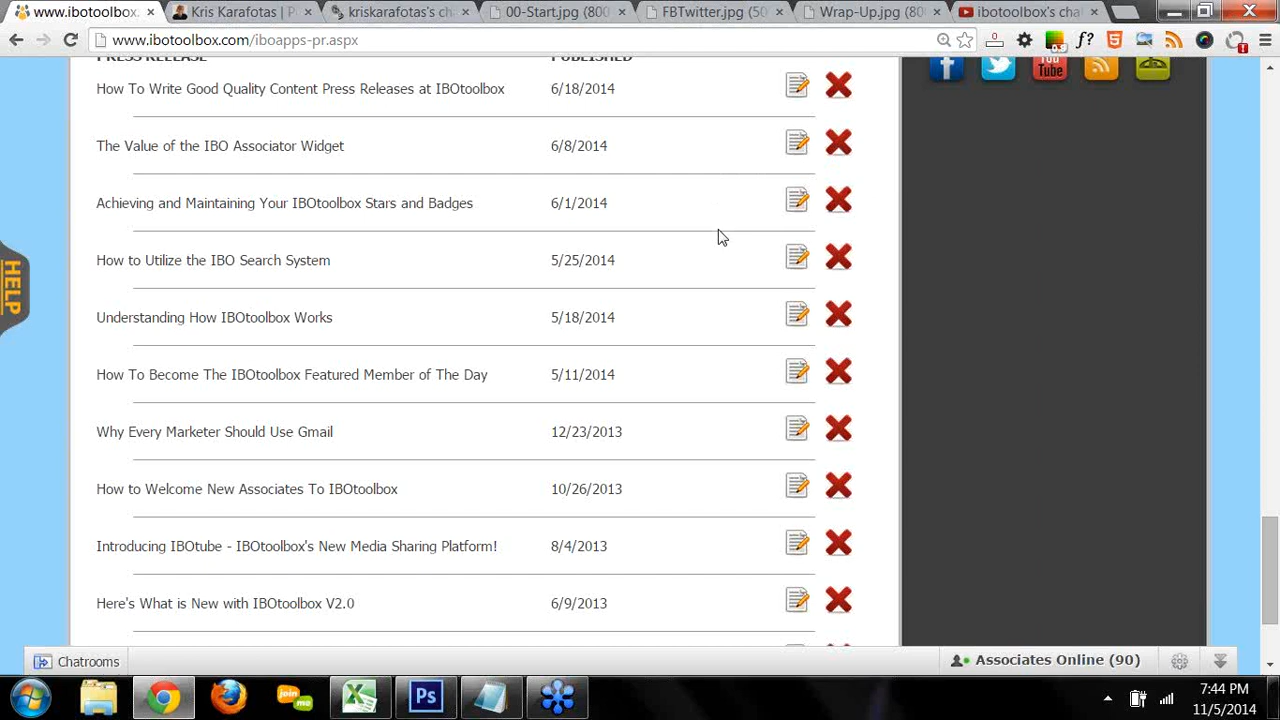 www.ibotoolbox.
Kris Karafotas | P
kriskarafotas's ch
0-Start.jpg (800
FBTwitter.jpg (50
Wrap-Up.jpg (80
ibotoolbox's cha
www.ibotoolbox.com/iboapps-pr.aspx
PRESS RELEASE PUBLISHED
How To Write Good Quality Content Press Releases at IBOtoolbox 6/18/2014
The Value of the IBO Associator Widget 6/8/2014
Achieving and Maintaining Your IBOtoolbox Stars and Badges 6/1/2014
How to Utilize the IBO Search System 5/25/2014
Understanding How IBOtoolbox Works 5/18/2014
How To Become The IBOtoolbox Featured Member of The Day 5/11/2014
Why Every Marketer Should Use Gmail 12/23/2013
How to Welcome New Associates To IBOtoolbox 10/26/2013
Introducing IBOtube - IBOtoolbox's New Media Sharing Platform! 8/4/2013
Here's What is New with IBOtoolbox V2.0 6/9/2013
HELP
You
Tube
Chatrooms
Associates Online (90)
join
me
Ps
7:44 PM
11/5/2014